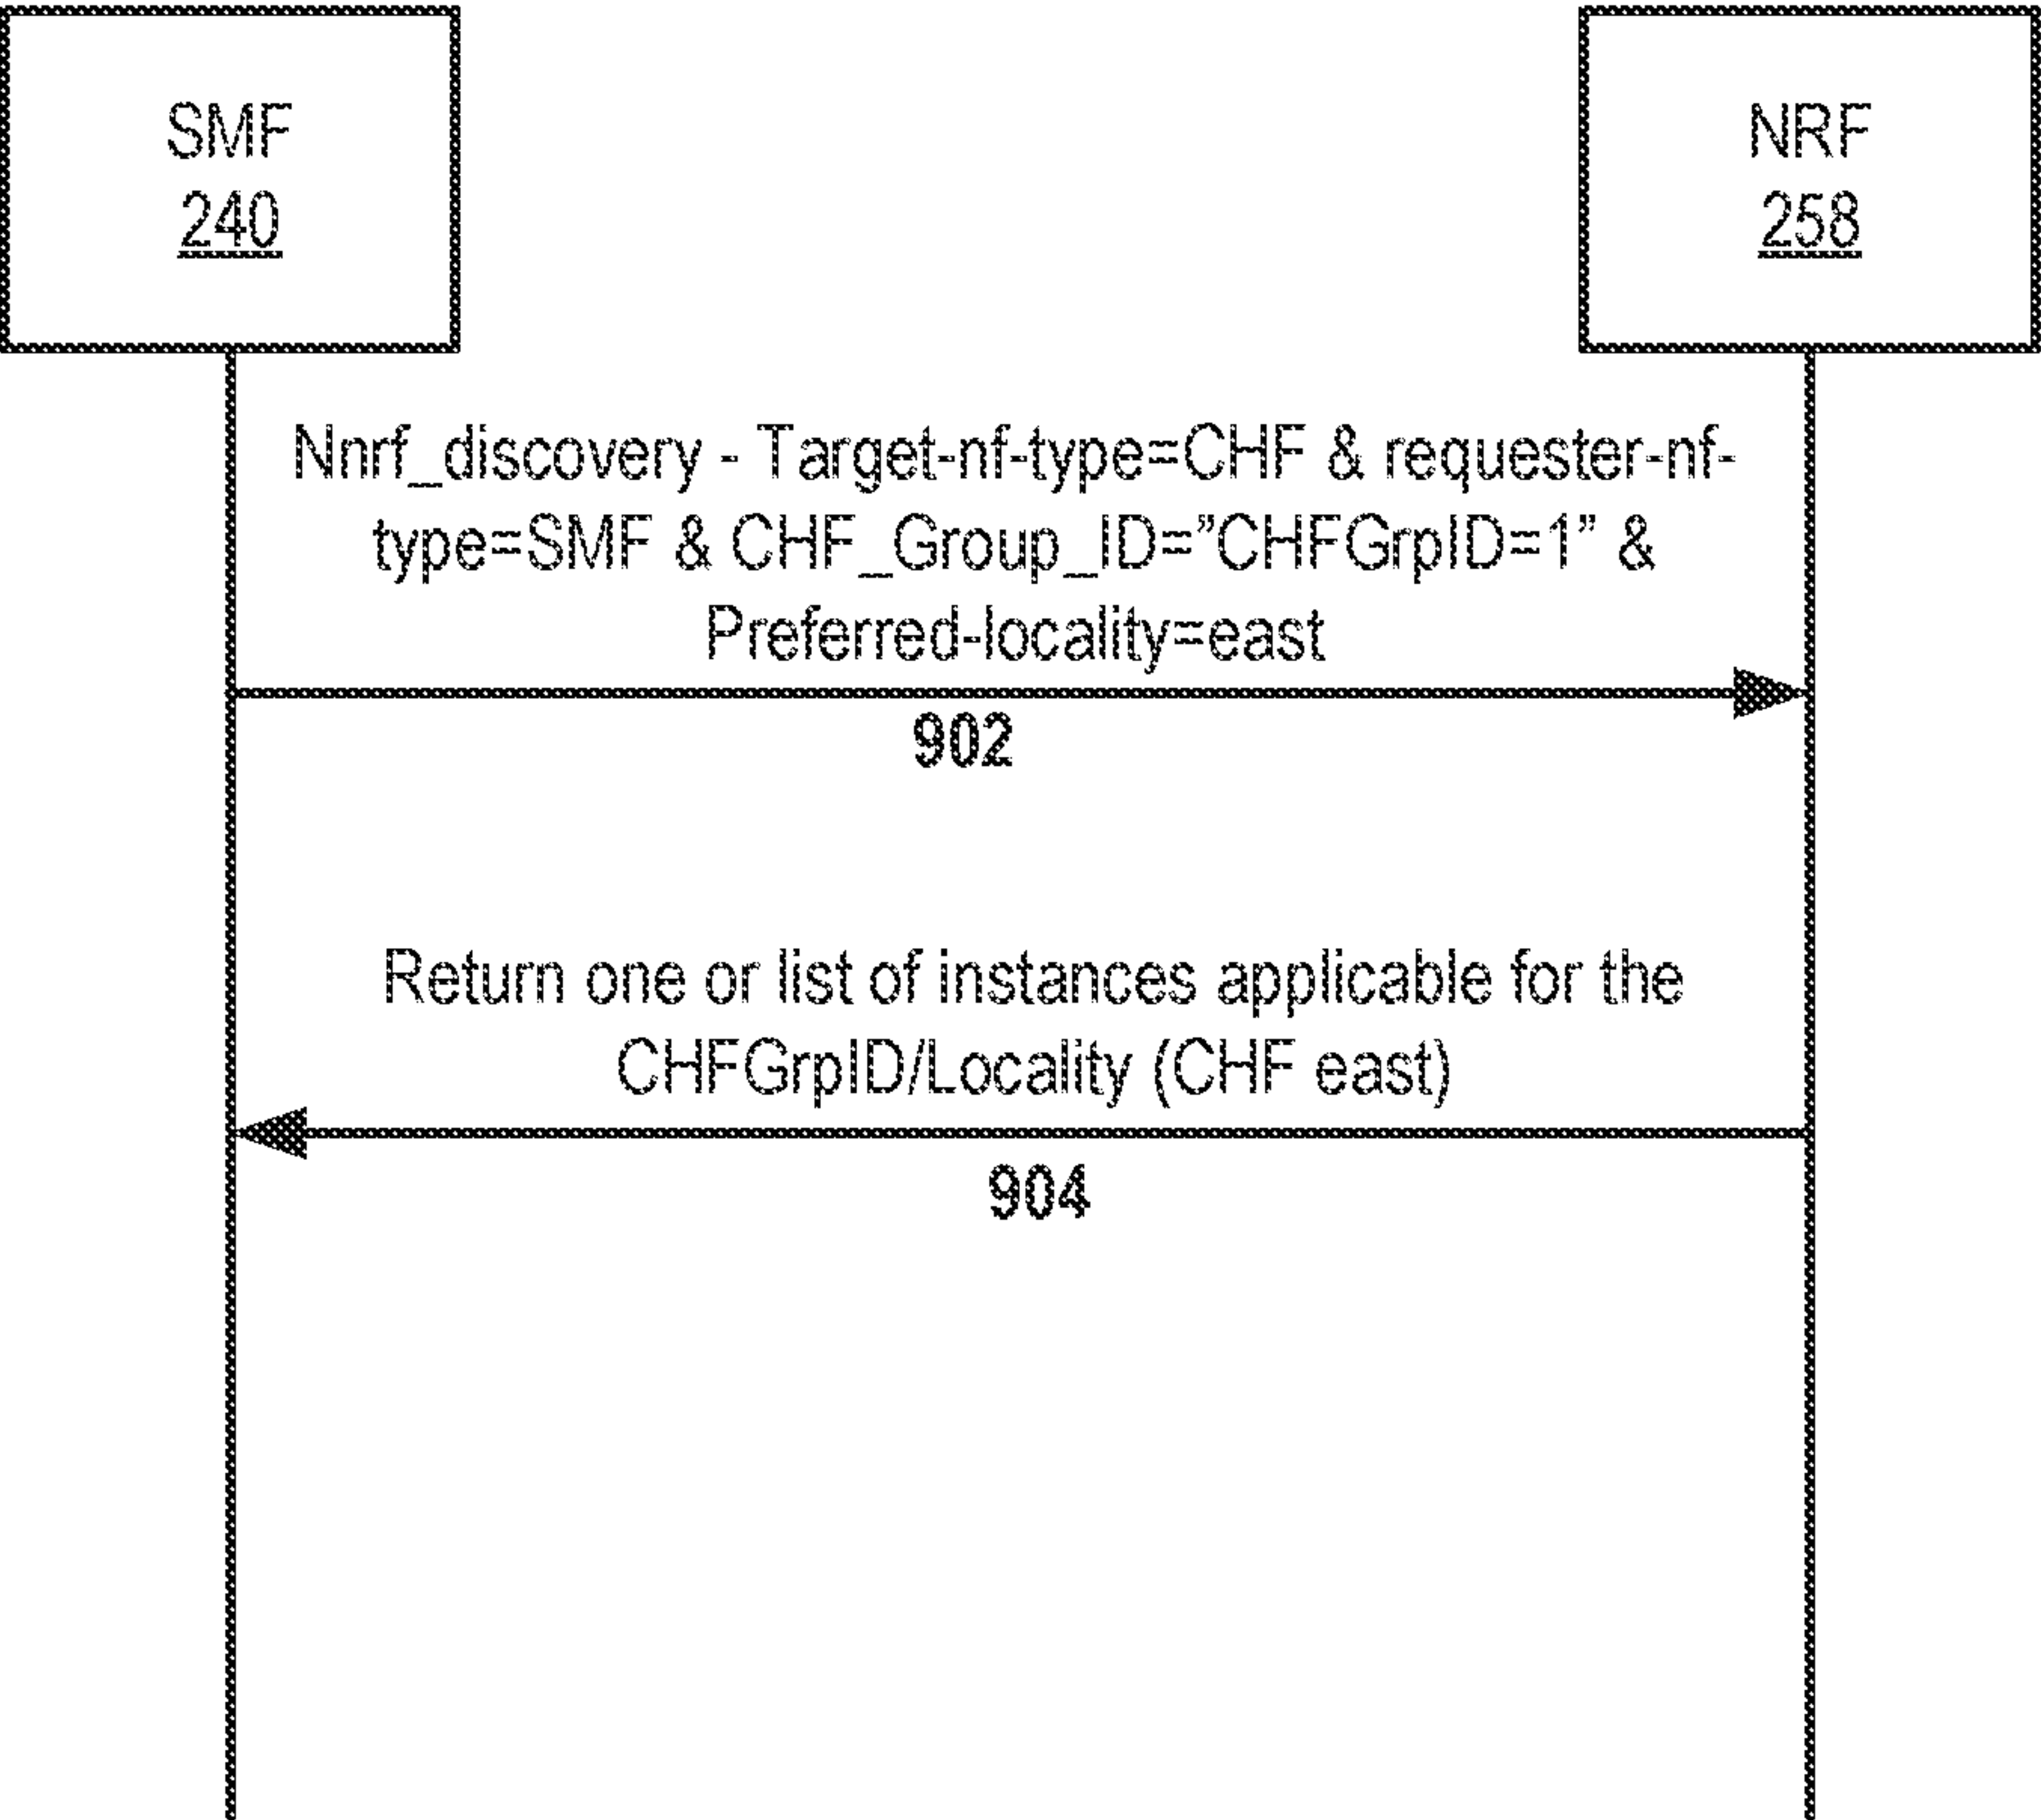 SMF
240
NRF
258
Nnrf_discovery - Target-nf-type=CHF & requester-nf-
type=SMF & CHF_Group_ID=”CHFGrpID=1” &
Preferred-locality=east
902
Return one or list of instances applicable for the
CHFGrpID/Locality (CHF east)
904